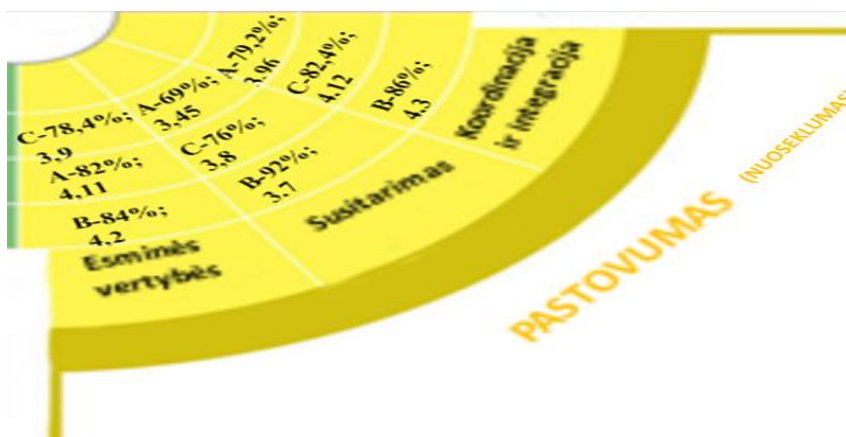 C-78,4%;
3,9
A-82%;
4,11
B-84%;
4,2
Esminės
vertybės
A-69%;
3,45
C-76%;
3,8
B-92%;
3,7
Susitarimas
A-79,2%;
3,96
C-82,4%;
4,12
B-86%;
4,3
Koordinacija
ir integracija
PASTOVUMAS
(NUOSEKLUMAS)